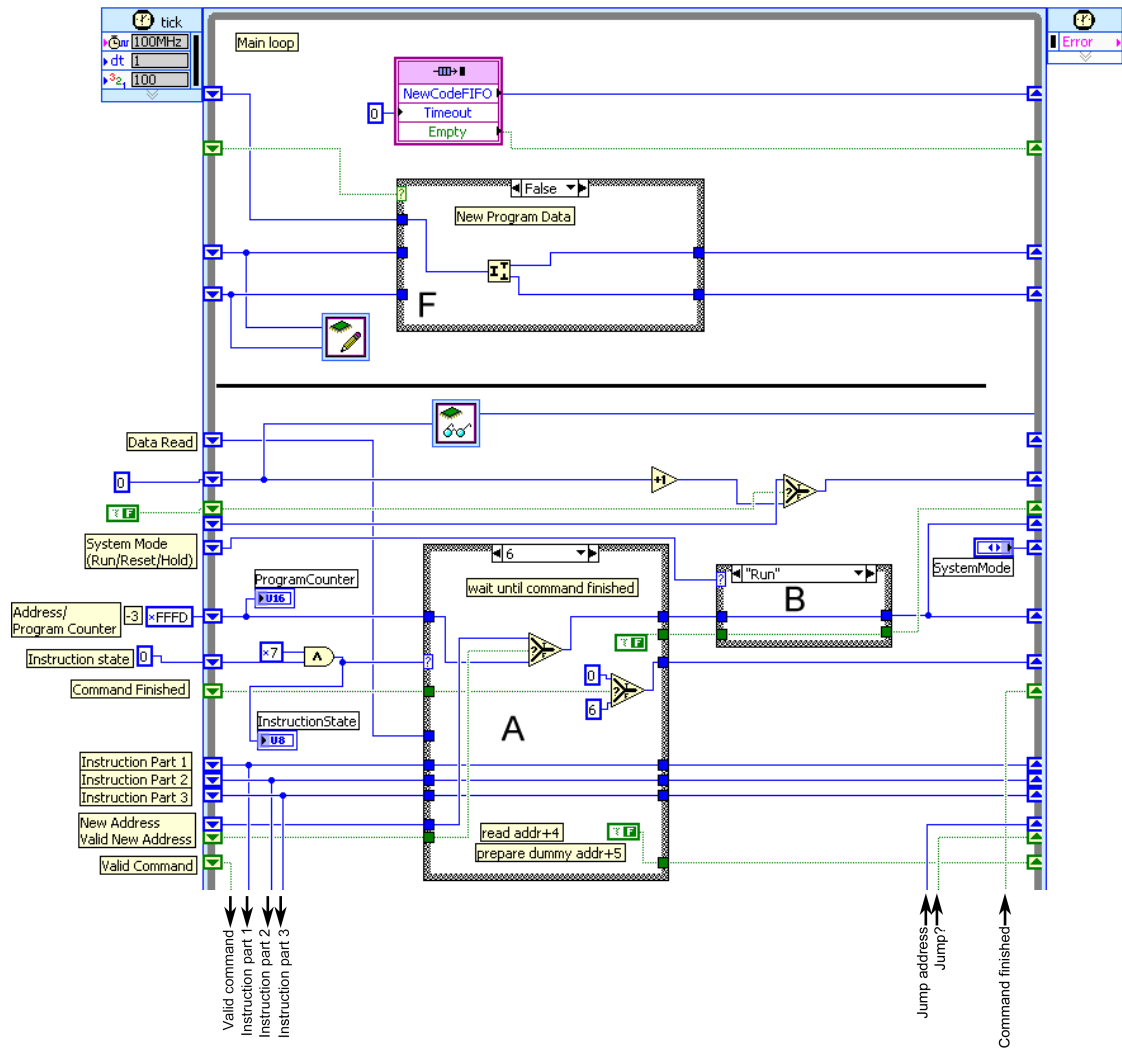 tick
100MHz
dt 1
321 100
Error
Main loop
NewCodeFIFO
0
Timeout
Empty
False
?
New Program Data
F
Data Read
0
+1
F
? T F
System Mode
(Run/Reset/Hold)
6
"Run"
?
B
SystemMode
wait until command finished
ProgramCounter
U16
Address/
Program Counter
-3
×FFFD
? T F
F
Instruction state
0
×7
?
0
6
? T F
Command Finished
InstructionState
U8
A
Instruction Part 1
Instruction Part 2
Instruction Part 3
New Address
Valid New Address
read addr+4
F
prepare dummy addr+5
Valid Command
Valid command
Instruction part 1
Instruction part 2
Instruction part 3
Jump address
Jump?
Command finished